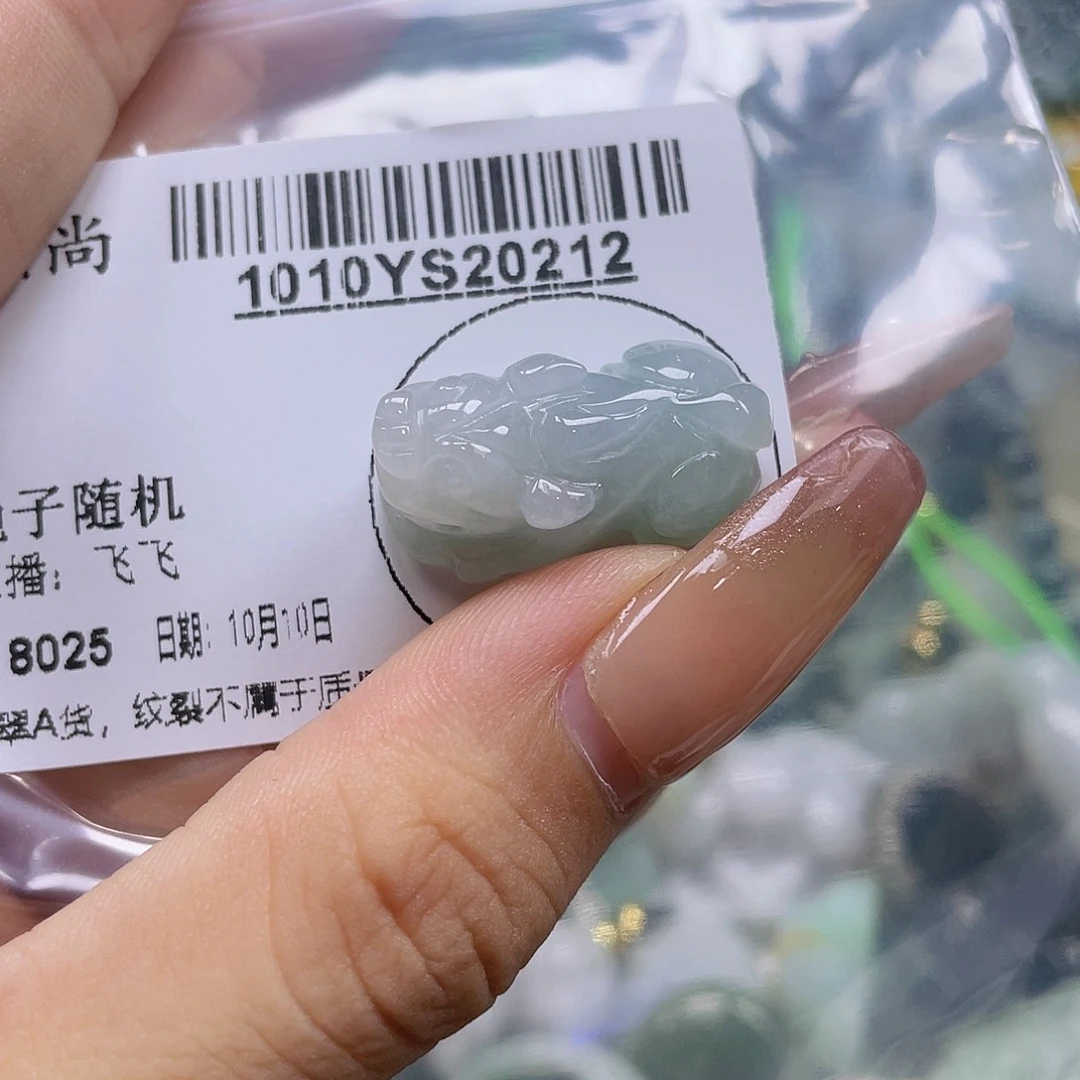 尚
1010YS20212
子随机
播: 飞飞
8025 日期: 10月10日
翠A货, 纹裂不属于质